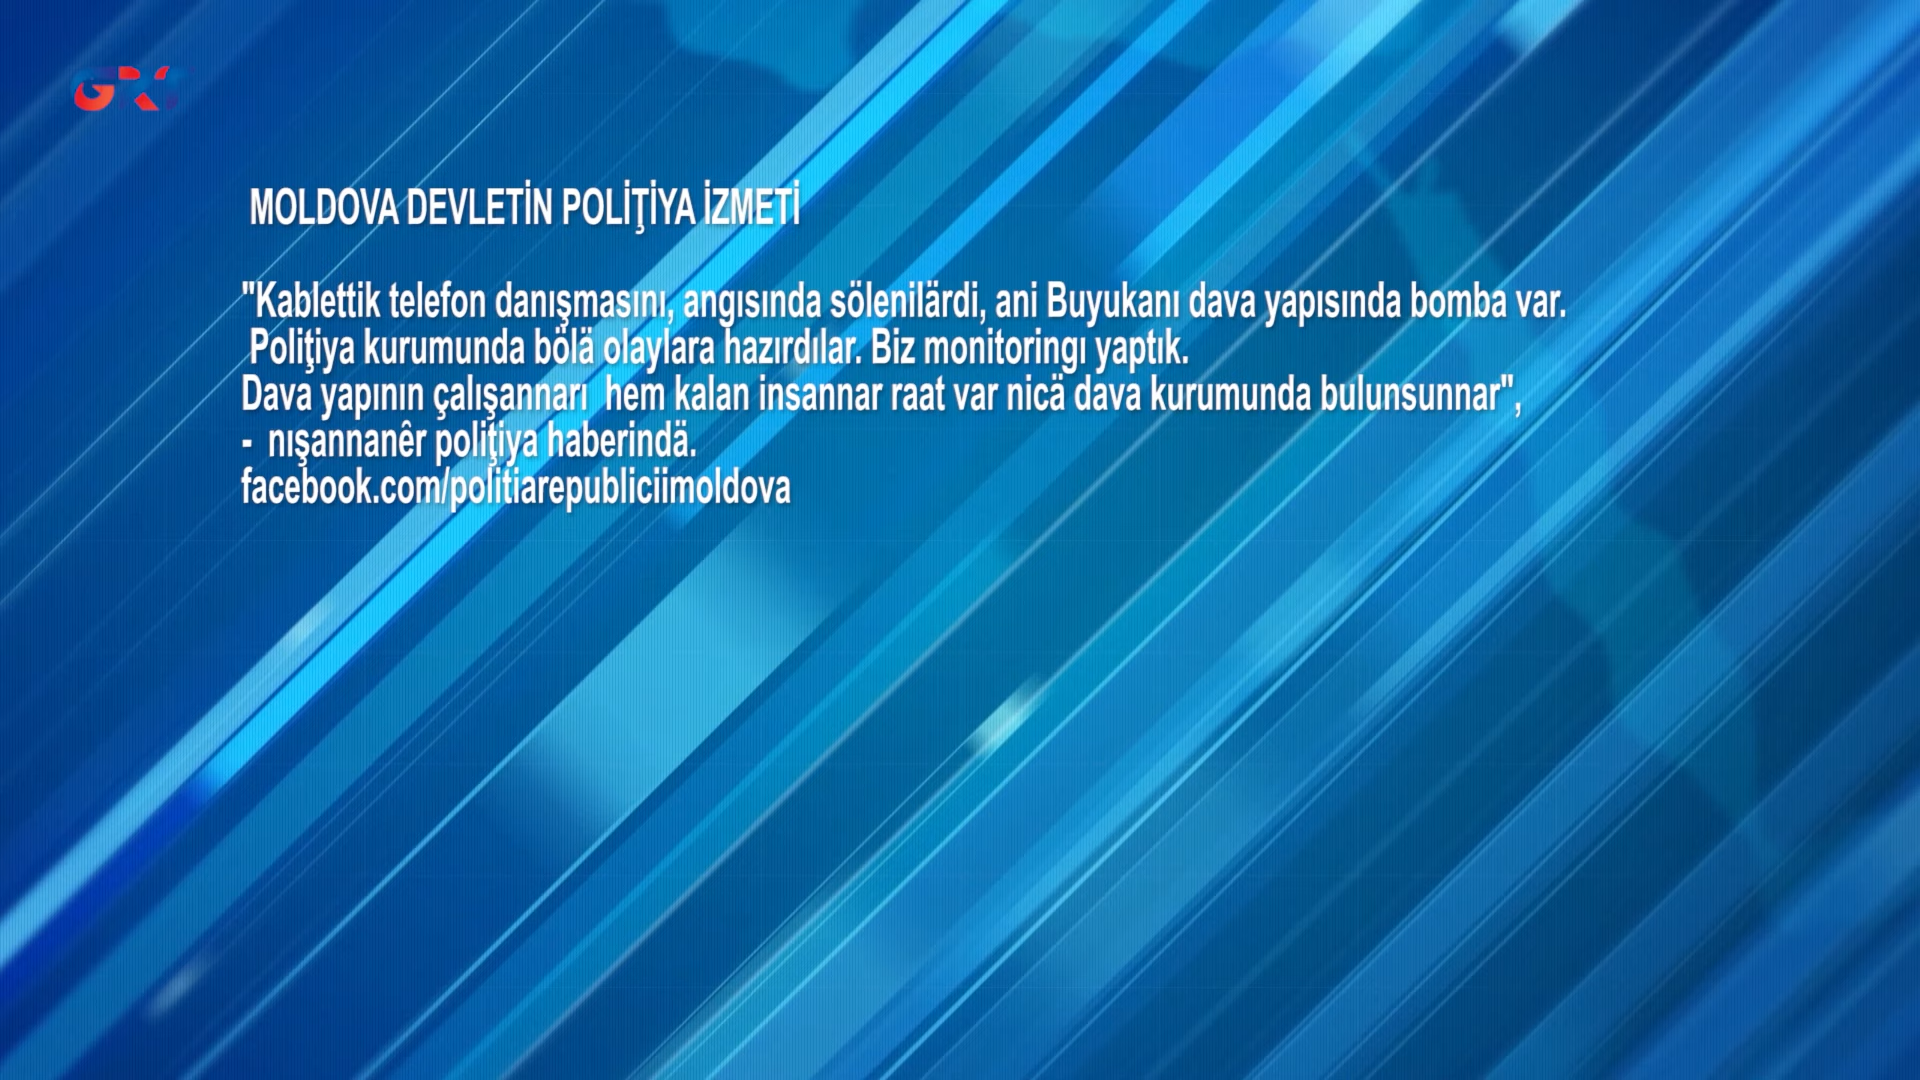 GRT
MOLDOVA DEVLETİN POLİŢİYA İZMETİ
"Kablettik telefon danışmasını, angısında sölenilärdi, ani Buyukanı dava yapısında bomba var.
Poliţiya kurumunda bölä olaylara hazırdılar. Biz monitoringı yaptık.
Dava yapının çalışannarı hem kalan insannar raat var nicä dava kurumunda bulunsunnar",
- nışannanêr poliţiya haberindä.
facebook.com/politiarepubliciimoldova